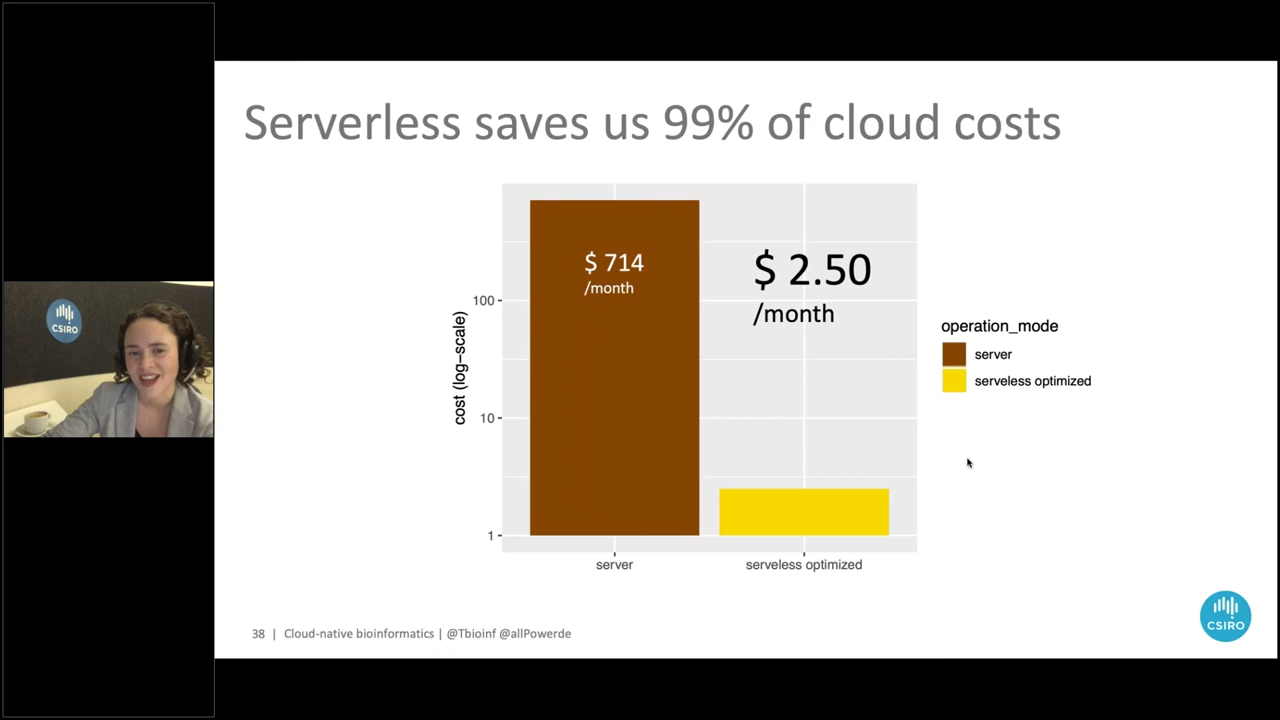 Serverless saves us 99% of cloud costs
$ 714
/month
$ 2.50
/month
cost (log-scale)
100
10
1
server
serveless optimized
operation_mode
server
serveless optimized
CSIRO
38 | Cloud-native bioinformatics | @Tbioinf @allPowerde
CSIRO